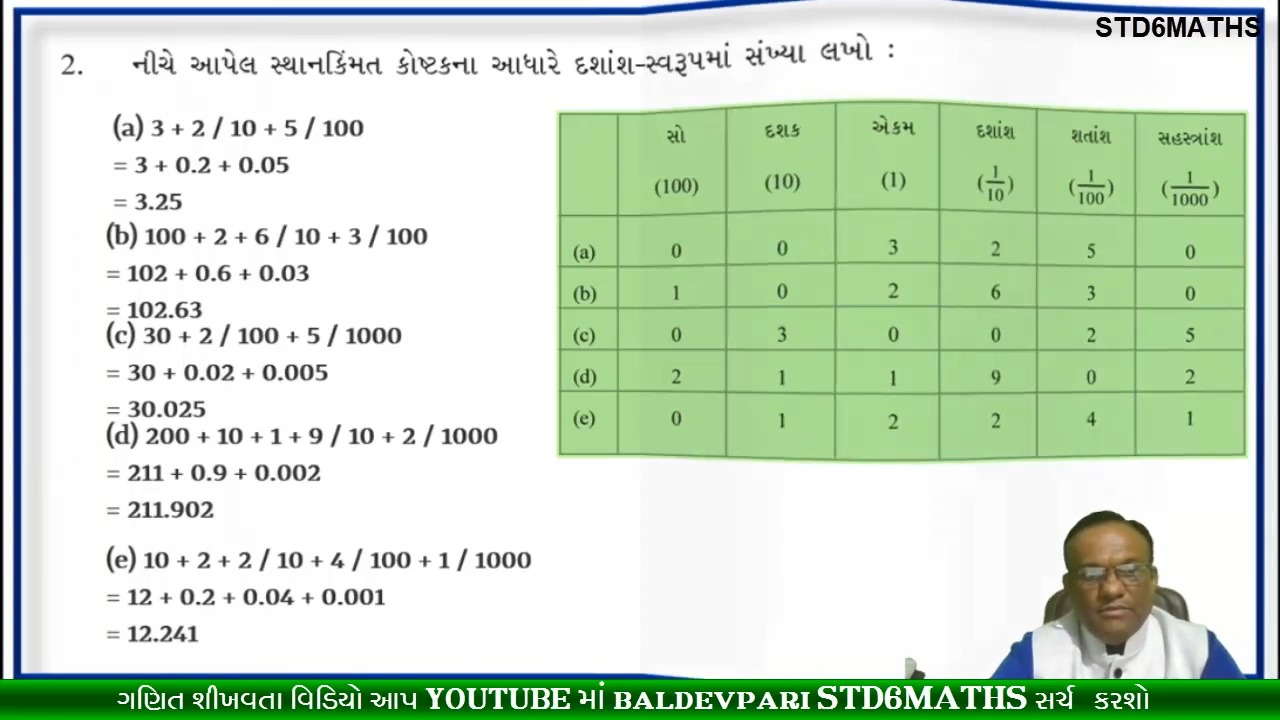 STD6MATHS
2. નીચે આપેલ સ્થાનકિંમત કોષ્ટકના આધારે દશાંશ-સ્વરૂપમાં સંખ્યા લખો :
(a) 3 + 2 / 10 + 5 / 100
= 3 + 0.2 + 0.05
= 3.25
(b) 100 + 2 + 6 / 10 + 3 / 100
= 102 + 0.6 + 0.03
= 102.63
(c) 30 + 2 / 100 + 5 / 1000
= 30 + 0.02 + 0.005
= 30.025
(d) 200 + 10 + 1 + 9 / 10 + 2 / 1000
= 211 + 0.9 + 0.002
= 211.902
(e) 10 + 2 + 2 / 10 + 4 / 100 + 1 / 1000
= 12 + 0.2 + 0.04 + 0.001
= 12.241
સો દશક એકમ દશાંશ શતાંશ સહસ્ત્રાંશ
(100) (10) (1) (1/10) (1/100) (1/1000)
(a) 0 0 3 2 5 0
(b) 1 0 2 6 3 0
(c) 0 3 0 0 2 5
(d) 2 1 1 9 0 2
(e) 0 1 2 2 4 1
ગણિત શીખવતા વિડિયો આપ YOUTUBE માં BALDEVPARI STD6MATHS સર્ચ કરશો